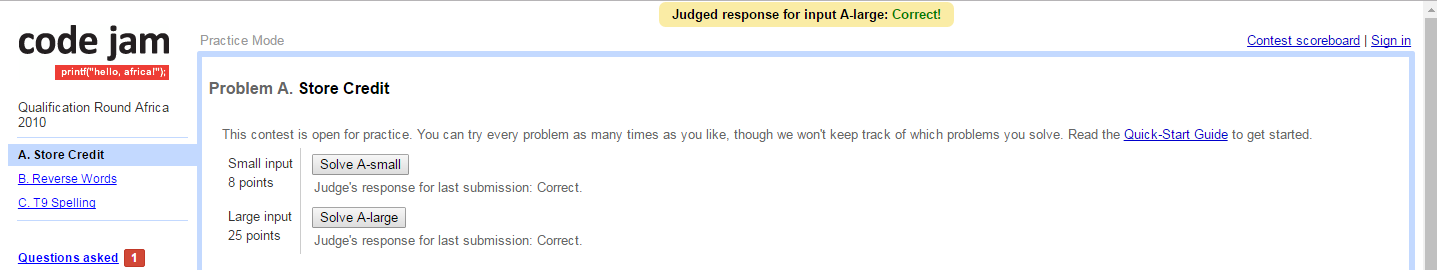 Judged response for input A-large: Correct!
code jam
printf("hello, africa!");
Practice Mode
Contest scoreboard | Sign in
Qualification Round Africa
2010
A. Store Credit
B. Reverse Words
C. T9 Spelling
Questions asked 1
Problem A. Store Credit
This contest is open for practice. You can try every problem as many times as you like, though we won't keep track of which problems you solve. Read the Quick-Start Guide to get started.
Small input
8 points
Solve A-small
Judge's response for last submission: Correct.
Large input
25 points
Solve A-large
Judge's response for last submission: Correct.